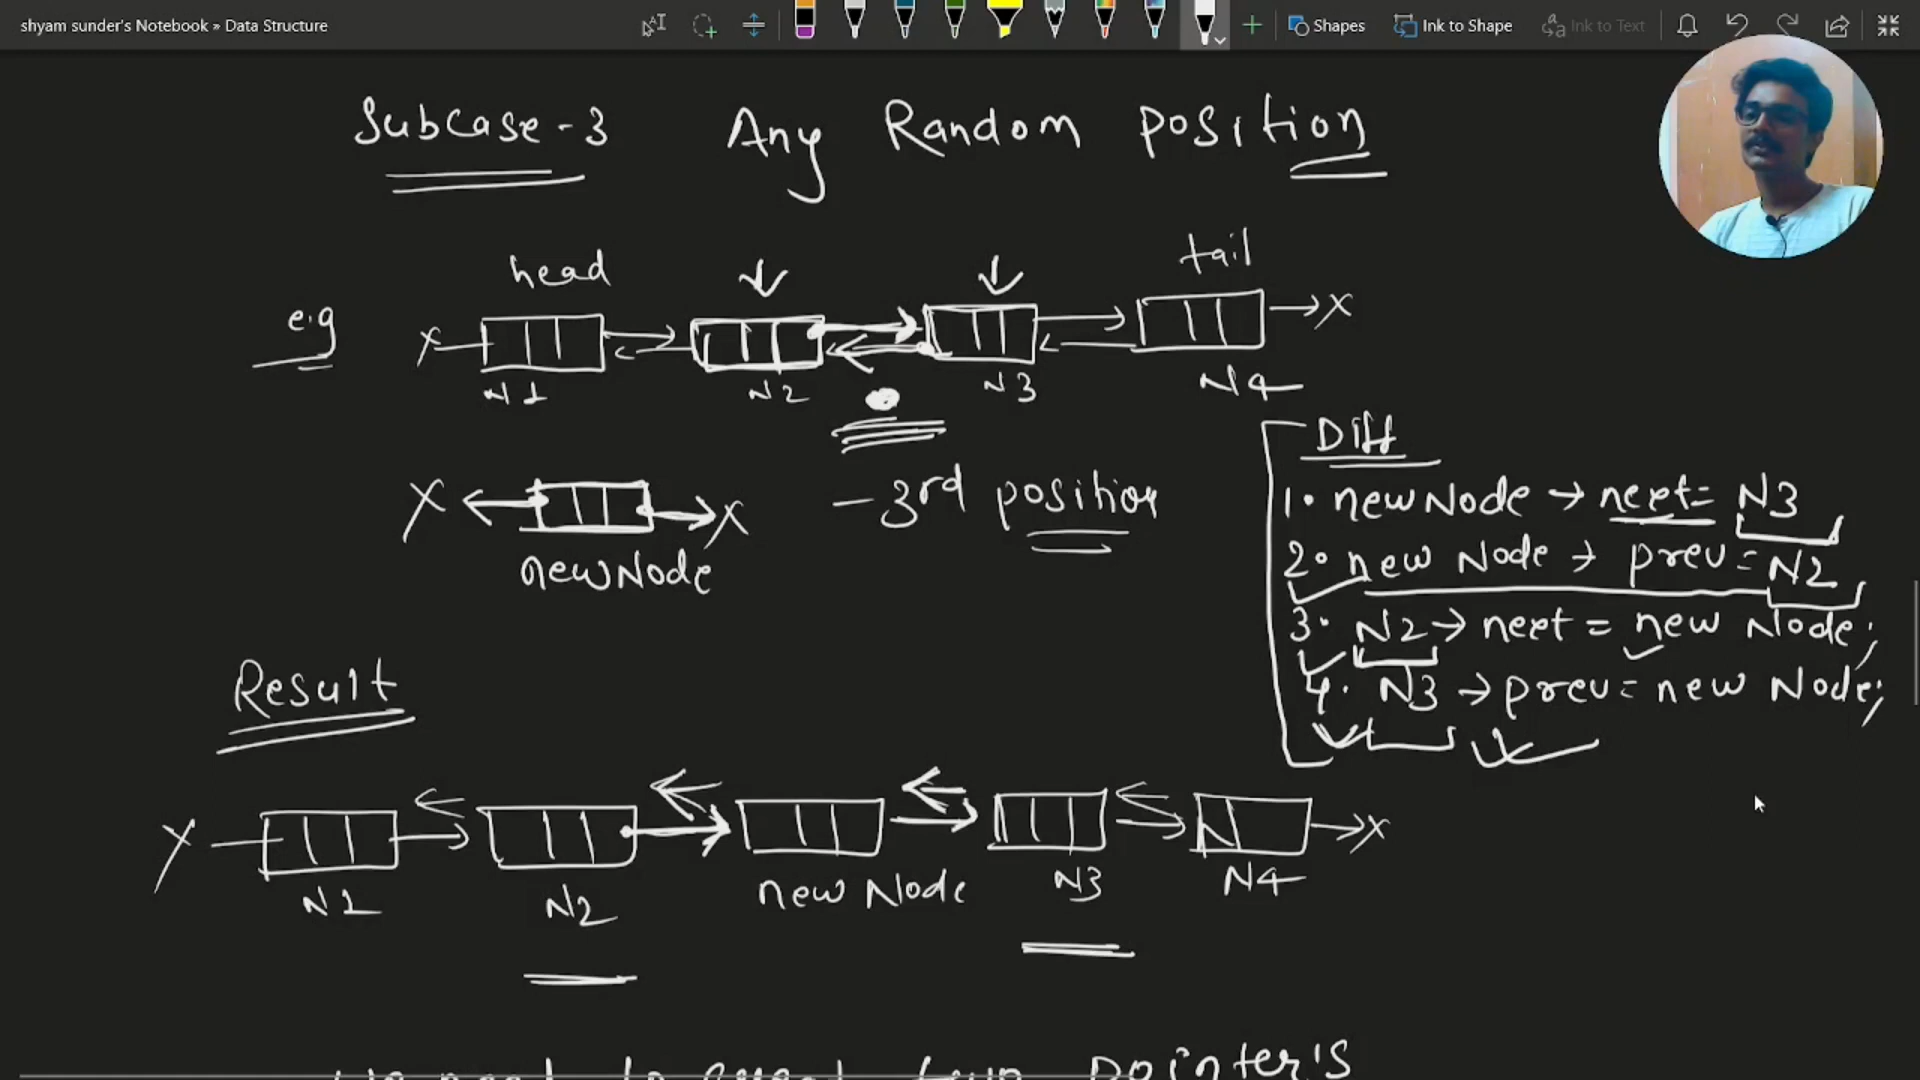 shyam sunder's Notebook » Data Structure
Shapes
Ink to Shape
Ink to Text
Subcase-3 Any Random position
head
tail
e.g
X
X
N1 N2 N3 N4
Diff
X X - 3rd position
newNode
1. newNode → next = N3
2. new Node → prev = N2
3. N2 → next = new Node;
4. N3 → prev = new Node;
Result
X
X
N1 N2 new Node N3 N4
pointer's